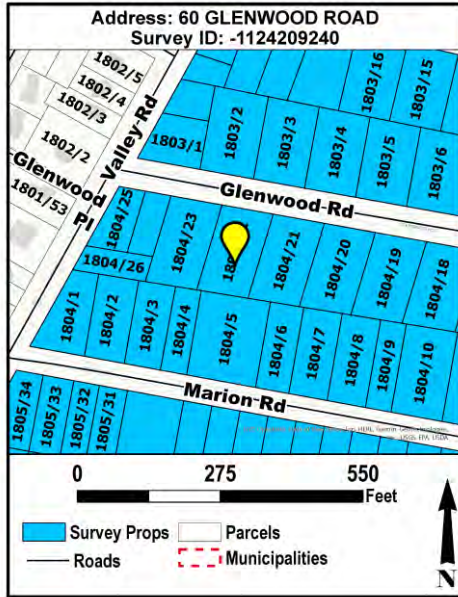 Address: 60 GLENWOOD ROAD
Survey ID: -1124209240
1802/5
1802/4
1802/3
1802/2
1801/53
Valley Rd
Glenwood Pl
1803/16
1803/15
1803/1
1803/2
1803/3
1803/4
1803/5
1803/6
Glenwood Rd
1804/25
1804/26
1804/23
1804/21
1804/20
1804/19
1804/18
1804/1
1804/2
1804/3
1804/4
1804/5
1804/6
1804/7
1804/8
1804/9
1804/10
Marion Rd
1805/34
1805/33
1805/32
1805/31
USGS, EPA, USDA
0 275 550
Feet
Survey Props Parcels
Roads Municipalities
N